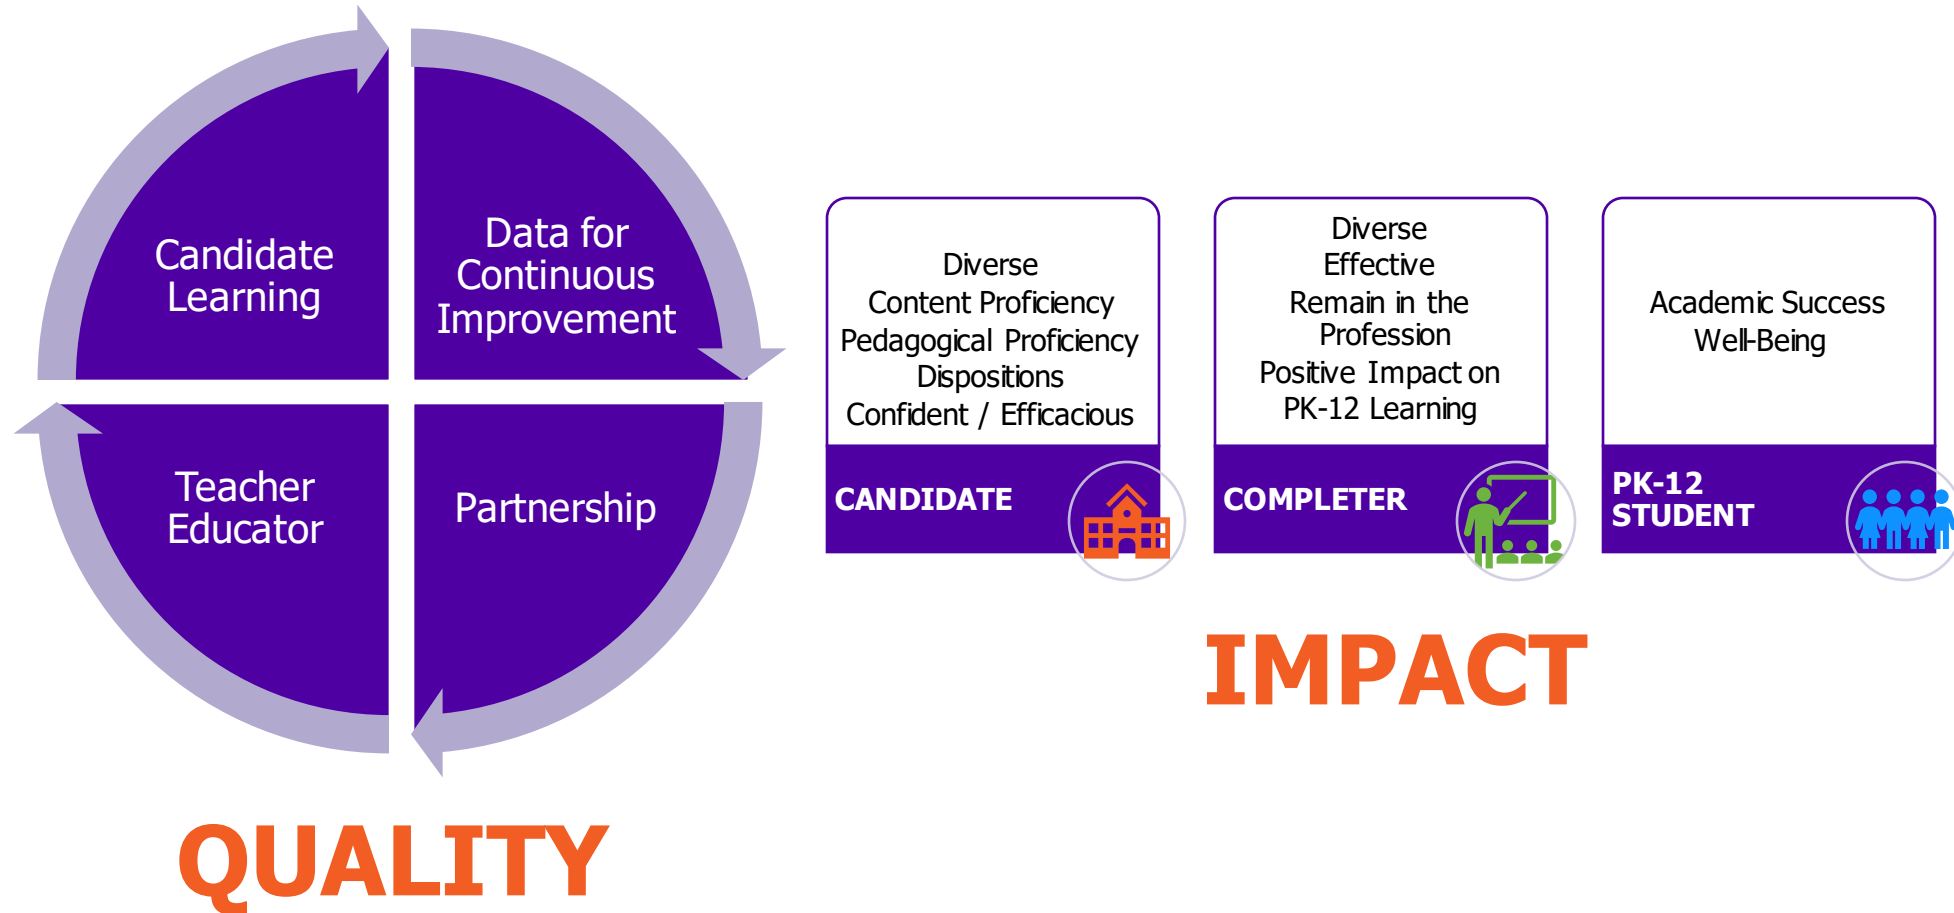 Candidate
Learning
Data for
Continuous
Improvement
Teacher
Educator
Partnership
QUALITY
Diverse
Content Proficiency
Pedagogical Proficiency
Dispositions
Confident / Efficacious
CANDIDATE
Diverse
Effective
Remain in the
Profession
Positive Impact on
PK-12 Learning
COMPLETER
Academic Success
Well-Being
PK-12
STUDENT
IMPACT